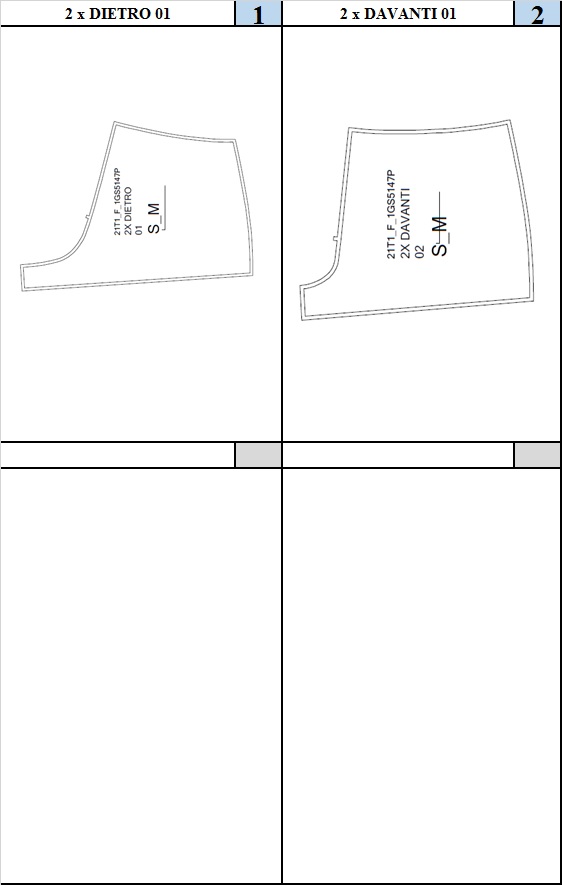 2 x DIETRO 01
1
2 x DAVANTI 01
2
21T1_F_1GS5147P
2X DIETRO
01
S_M
21T1_F_1GS5147P
2X DAVANTI
02
S_M